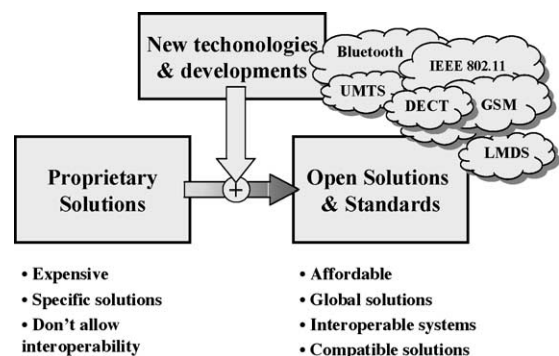 New techonologies
& developments
Bluetooth
IEEE 802.11
UMTS
DECT
GSM
LMDS
Proprietary
Solutions
+
Open Solutions
& Standards
• Expensive
• Specific solutions
• Don't allow
interoperability
• Affordable
• Global solutions
• Interoperable systems
• Compatible solutions